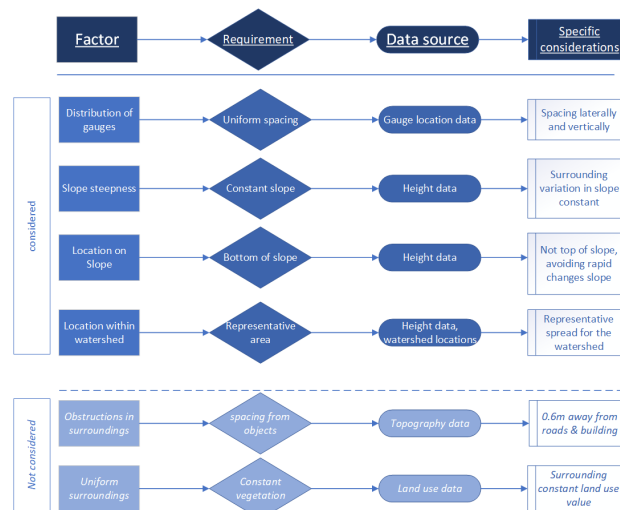 Factor
Requirement
Data source
Specific
considerations
considered
Distribution of
gauges
Uniform spacing
Gauge location data
Spacing laterally
and vertically
Slope steepness
Constant slope
Height data
Surrounding
variation in slope
constant
Location on
Slope
Bottom of slope
Height data
Not top of slope,
avoiding rapid
changes slope
Location within
watershed
Representative
area
Height data,
watershed locations
Representative
spread for the
watershed
Not considered
Obstructions in
surroundings
spacing from
objects
Topography data
0.6m away from
roads & building
Uniform
surroundings
Constant
vegetation
Land use data
Surrounding
constant land use
value